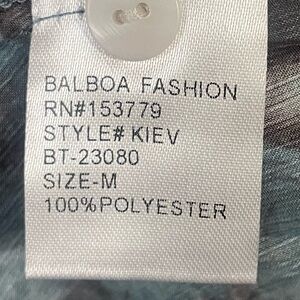 BALBOA FASHION
RN#153779
STYLE# KIEV
BT-23080
SIZE-M
100%POLYESTER